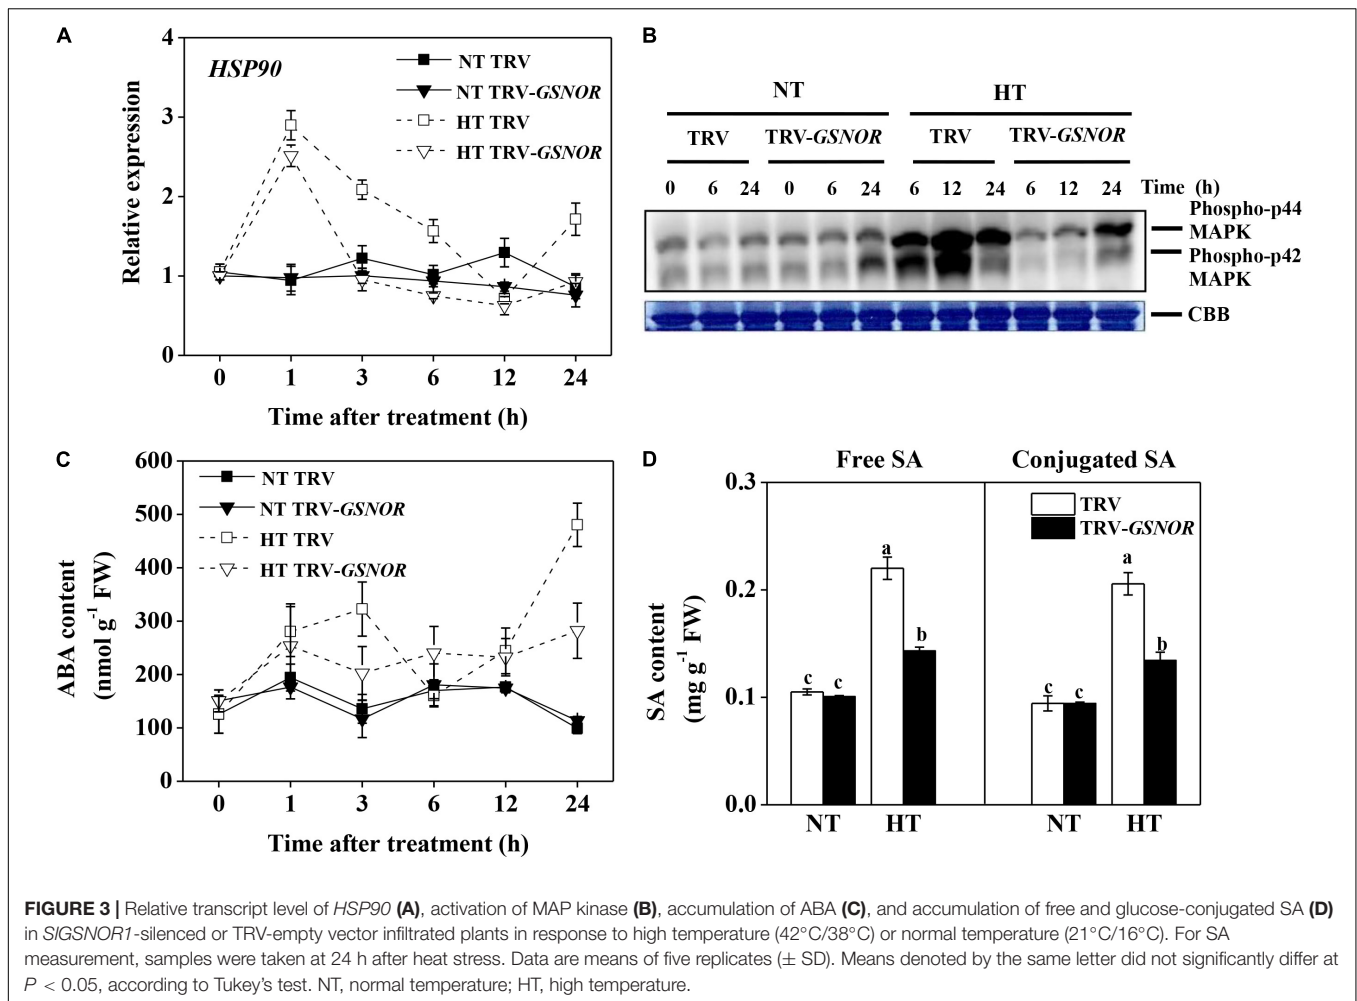 A
HSP90
NT TRV
NT TRV-GSNOR
HT TRV
HT TRV-GSNOR
Relative expression
4
3
2
1
0
0 1 3 6 12 24
Time after treatment (h)
B
NT HT
TRV TRV-GSNOR TRV TRV-GSNOR
0 6 24 0 6 24 6 12 24 6 12 24 Time (h)
Phospho-p44
MAPK
Phospho-p42
MAPK
CBB
C
NT TRV
NT TRV-GSNOR
HT TRV
HT TRV-GSNOR
ABA content
(nmol g-1 FW)
600
500
400
300
200
100
0
0 1 3 6 12 24
Time after treatment (h)
D
Free SA Conjugated SA
TRV
TRV-GSNOR
SA content
(mg g-1 FW)
0.3
0.2
0.1
0.0
c c a b c c a b
NT HT NT HT
FIGURE 3 | Relative transcript level of HSP90 (A), activation of MAP kinase (B), accumulation of ABA (C), and accumulation of free and glucose-conjugated SA (D)
in SlGSNOR1-silenced or TRV-empty vector infiltrated plants in response to high temperature (42°C/38°C) or normal temperature (21°C/16°C). For SA
measurement, samples were taken at 24 h after heat stress. Data are means of five replicates (± SD). Means denoted by the same letter did not significantly differ at
P < 0.05, according to Tukey's test. NT, normal temperature; HT, high temperature.